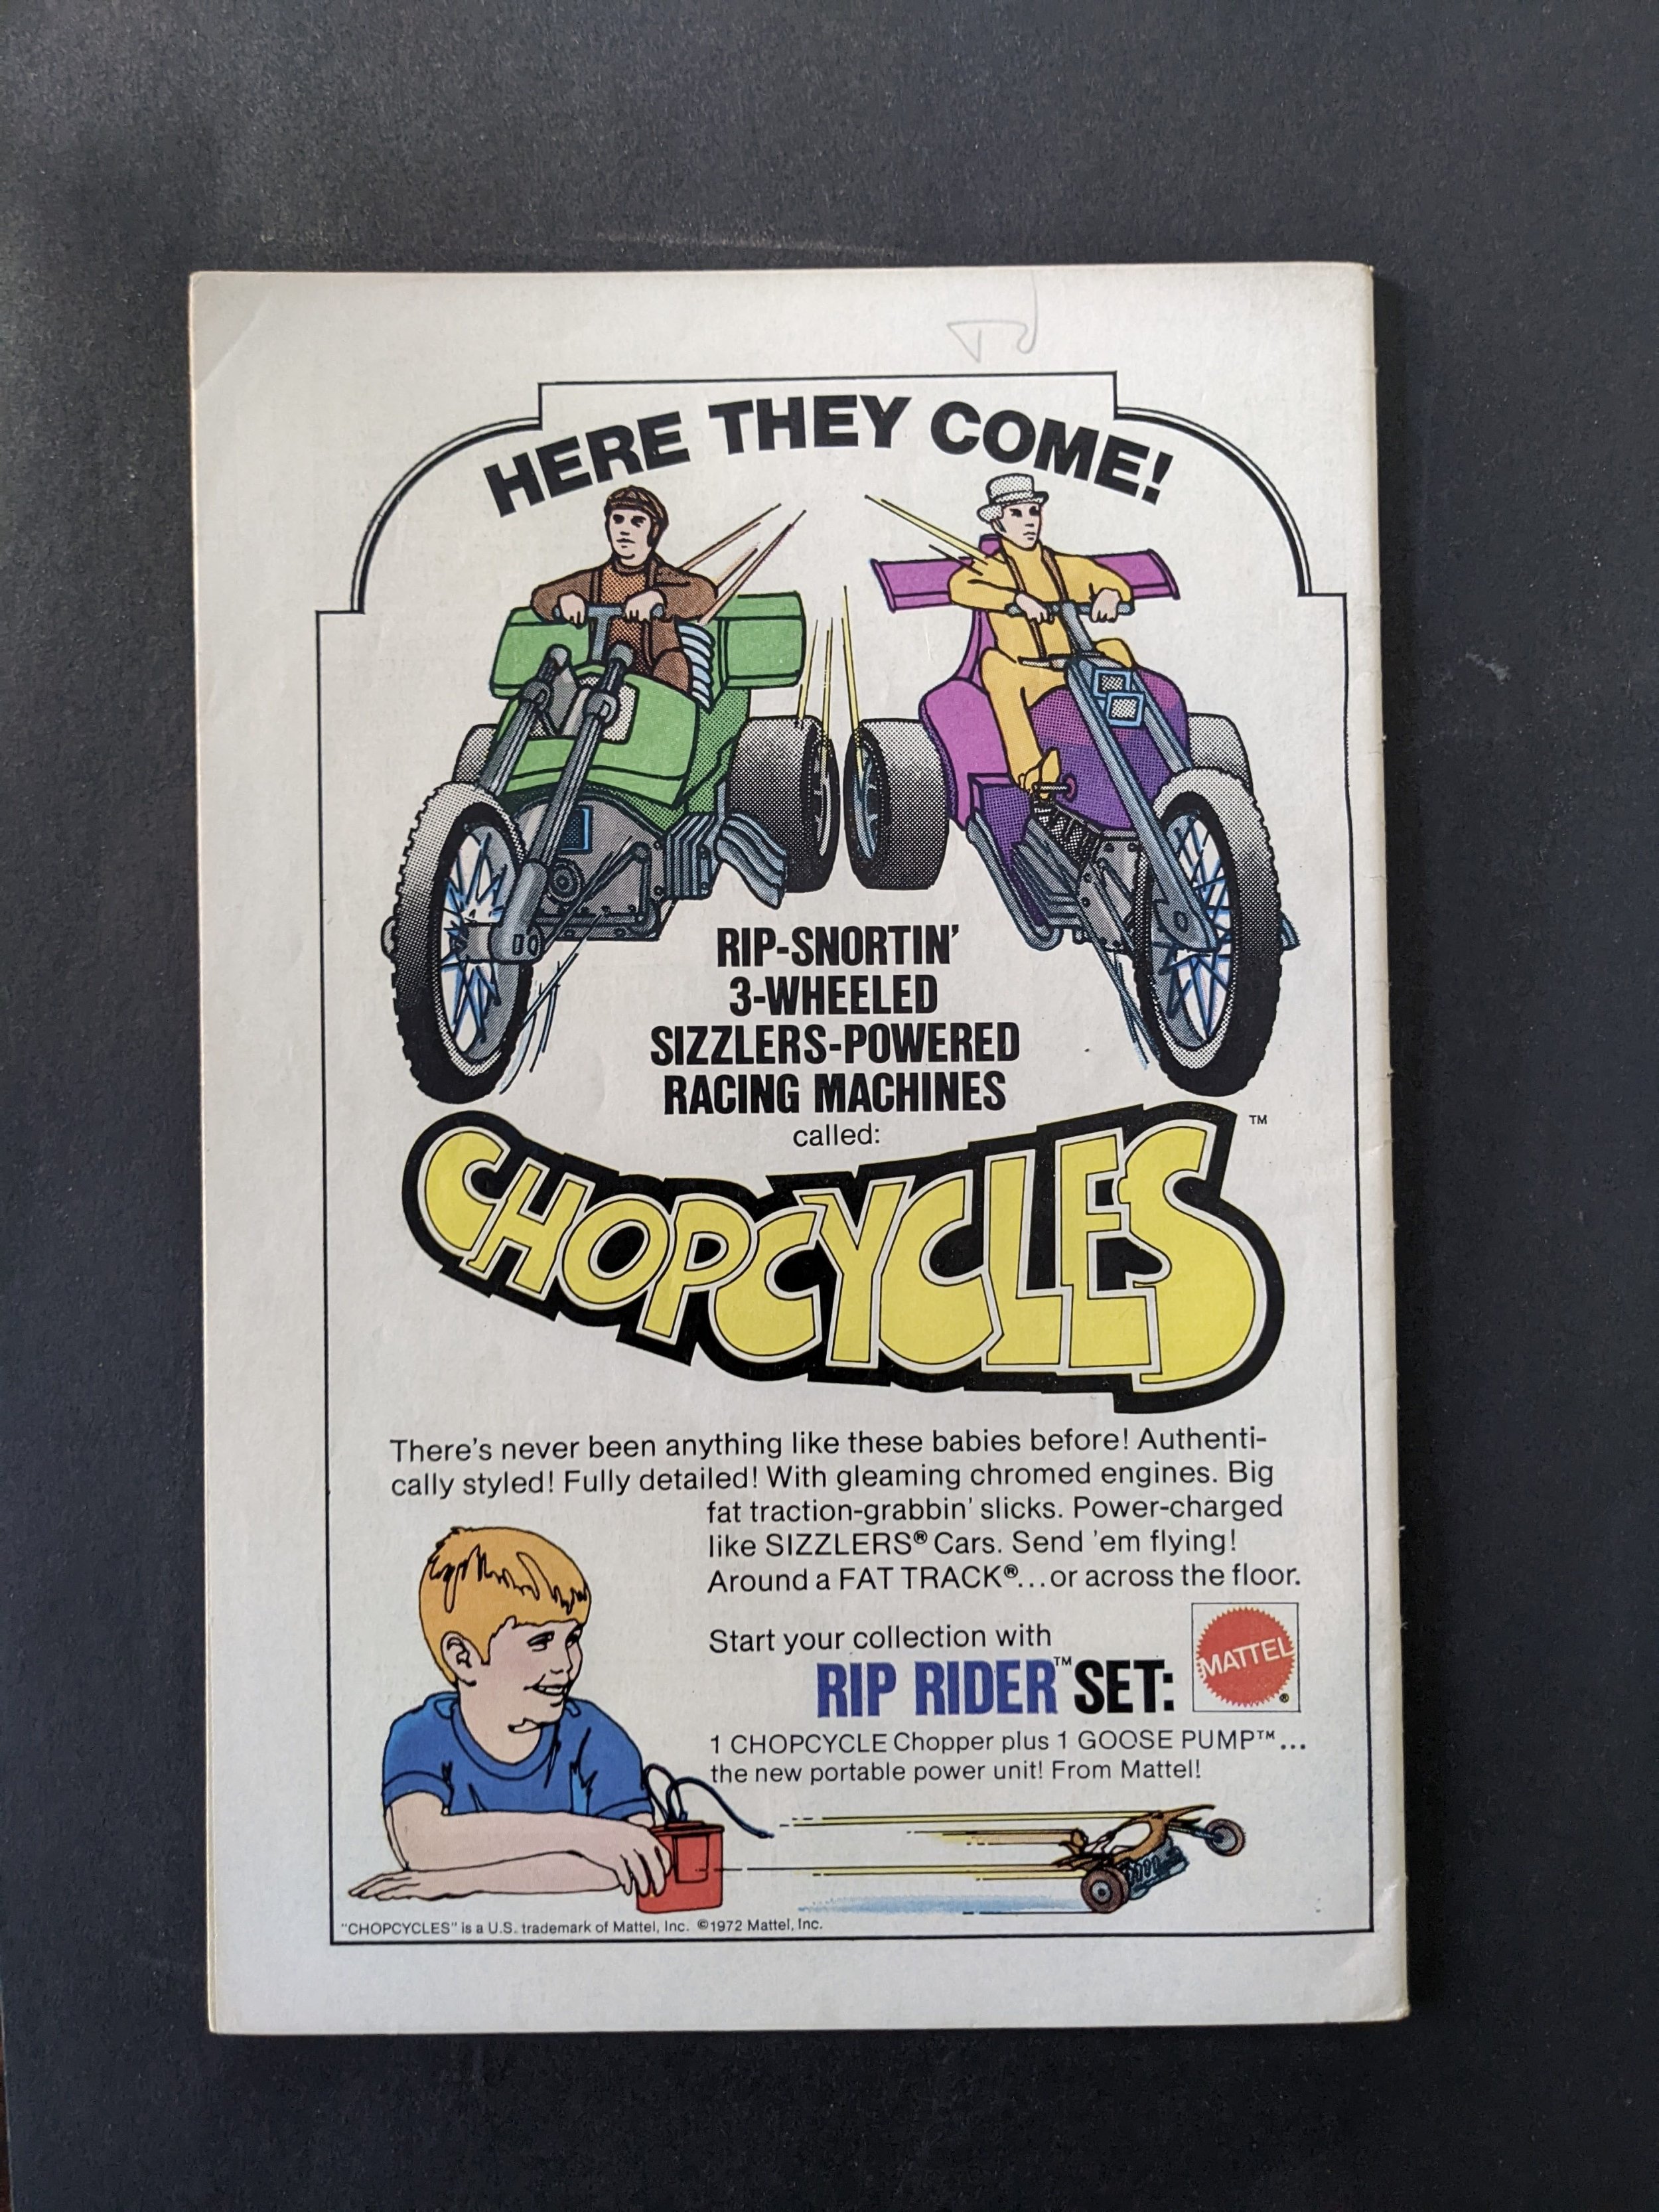 HERE THEY COME!
RIP-SNORTIN'
3-WHEELED
SIZZLERS-POWERED
RACING MACHINES
called:
CHOPCYCLES™
There's never been anything like these babies before! Authenti-
cally styled! Fully detailed! With gleaming chromed engines. Big
fat traction-grabbin' slicks. Power-charged
like SIZZLERS® Cars. Send 'em flying!
Around a FAT TRACK®...or across the floor.
Start your collection with
RIP RIDER™ SET:
MATTEL®
1 CHOPCYCLE Chopper plus 1 GOOSE PUMP™...
the new portable power unit! From Mattel!
"CHOPCYCLES" is a U.S. trademark of Mattel, Inc. ©1972 Mattel, Inc.